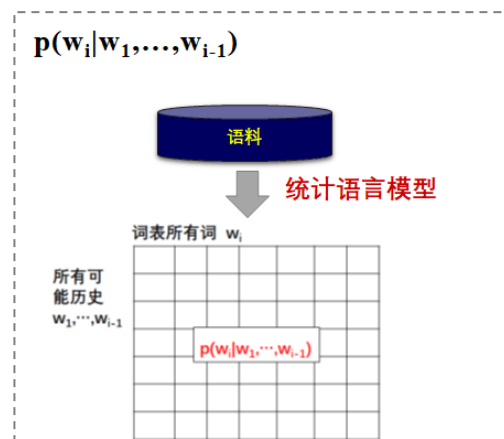 p(wi|w1,…,wi-1)
语料
统计语言模型
词表所有词 wi
所有可
能历史
w1,…,wi-1
p(wi|w1,…,wi-1)